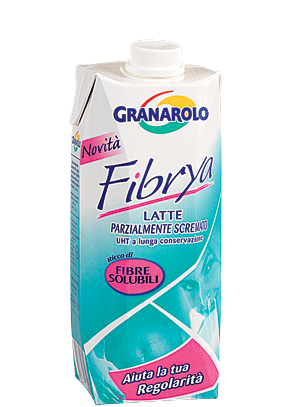 GRANAROLO
Novità
Fibrya
LATTE
PARZIALMENTE SCREMATO
UHT a lunga conservazione
Ricco di
FIBRE
SOLUBILI
Aiuta la tua
Regolarità